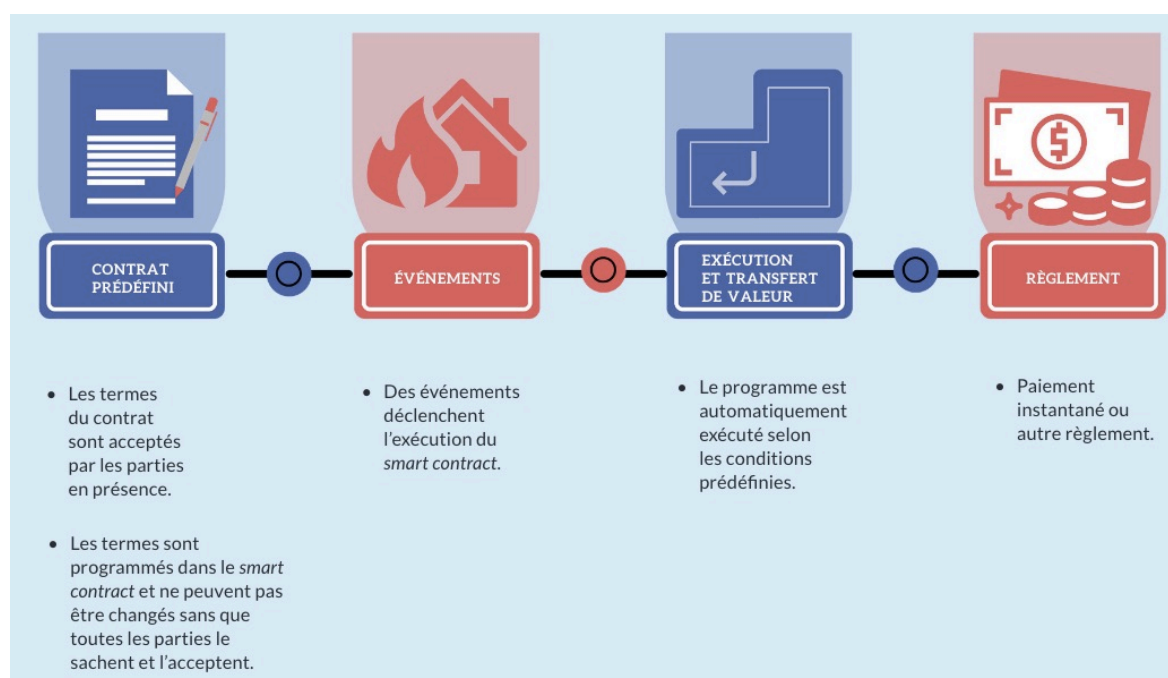 CONTRAT
PRÉDÉFINI
ÉVÉNEMENTS
EXÉCUTION
ET TRANSFERT
DE VALEUR
RÈGLEMENT
• Les termes
du contrat
sont acceptés
par les parties
en présence.
• Les termes sont
programmés dans le smart
contract et ne peuvent pas
être changés sans que
toutes les parties le
sachent et l’acceptent.
• Des événements
déclenchent
l’exécution du
smart contract.
• Le programme est
automatiquement
exécuté selon
les conditions
prédéfinies.
• Paiement
instantané ou
autre règlement.